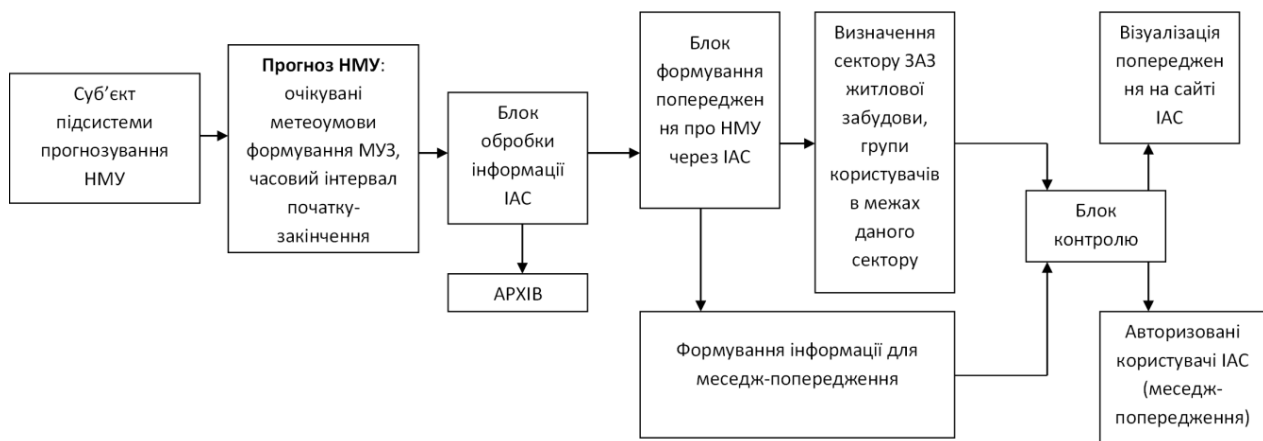 Суб’єкт
підсистеми
прогнозування
НМУ
Прогноз НМУ:
очікувані
метеоумови
формування МУЗ,
часовий інтервал
початку-
закінчення
Блок
обробки
інформації
ІАС
АРХІВ
Блок
формування
попереджен
ня про НМУ
через ІАС
Визначення
сектору ЗАЗ
житлової
забудови,
групи
користувачів
в межах
даного
сектору
Формування інформації для
меседж-попередження
Блок
контролю
Візуалізація
попереджен
ня на сайті
ІАС
Авторизовані
користувачі ІАС
(меседж-
попередження)